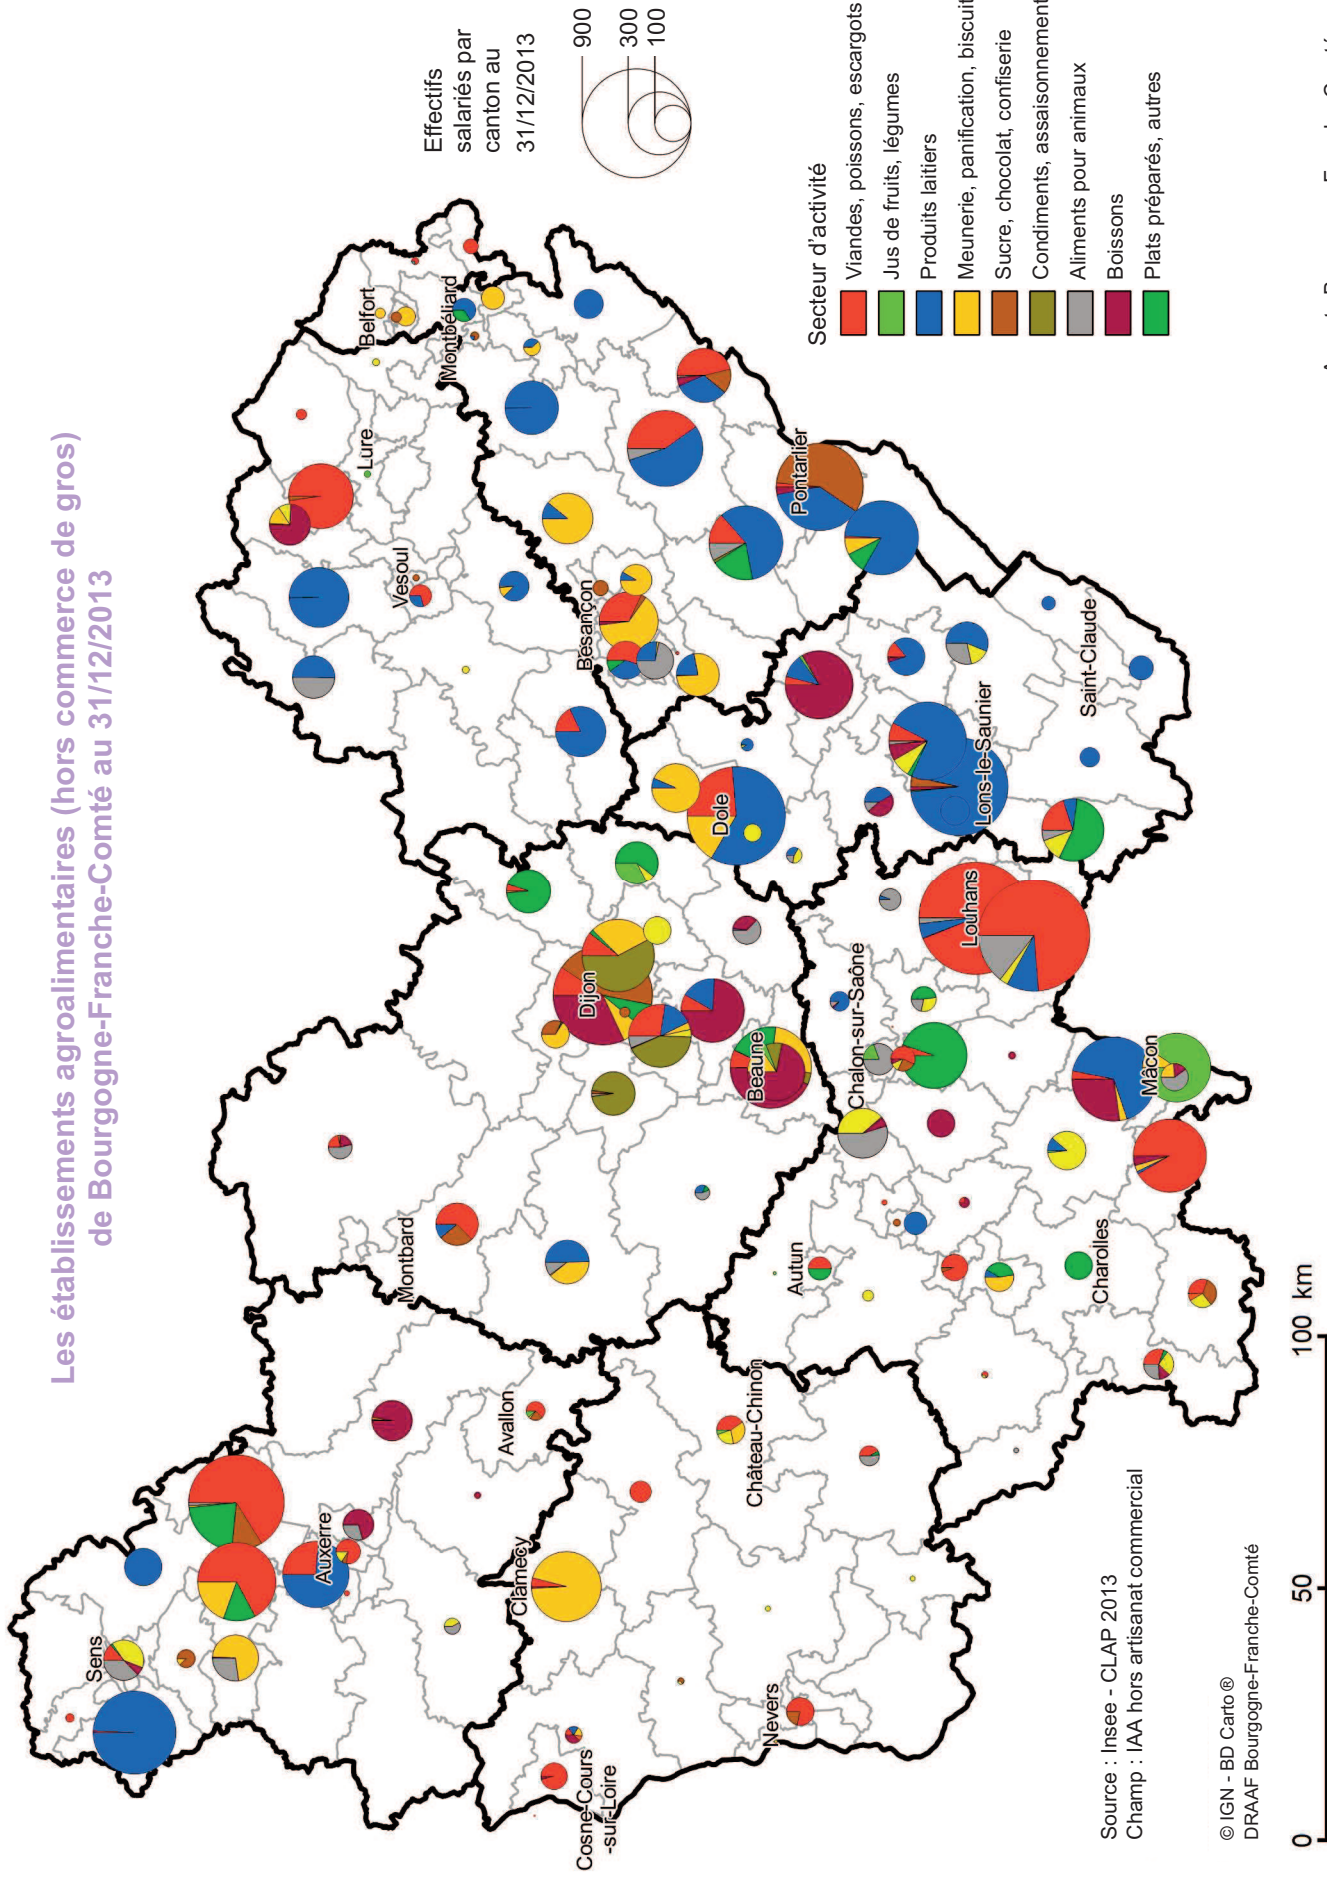 Les établissements agroalimentaires (hors commerce de gros)
de Bourgogne-Franche-Comté au 31/12/2013
Effectifs
salariés par
canton au
31/12/2013
900
300
100
Secteur d'activité
Viandes, poissons, escargots
Jus de fruits, légumes
Produits laitiers
Meunerie, panification, biscuit
Sucre, chocolat, confiserie
Condiments, assaisonnement
Aliments pour animaux
Boissons
Plats préparés, autres
Sens
Auxerre
Avallon
Clamecy
Cosne-Cours
-sur-Loire
Nevers
Château-Chinon
Montbard
Dijon
Beaune
Autun
Chalon-sur-Saône
Louhans
Mâcon
Charolles
Vesoul
Lure
Belfort
Montbéliard
Besançon
Pontarlier
Dole
Lons-le-Saunier
Saint-Claude
Source : Insee - CLAP 2013
Champ : IAA hors artisanat commercial
© IGN - BD Carto ®
DRAAF Bourgogne-Franche-Comté
0 50 100 km